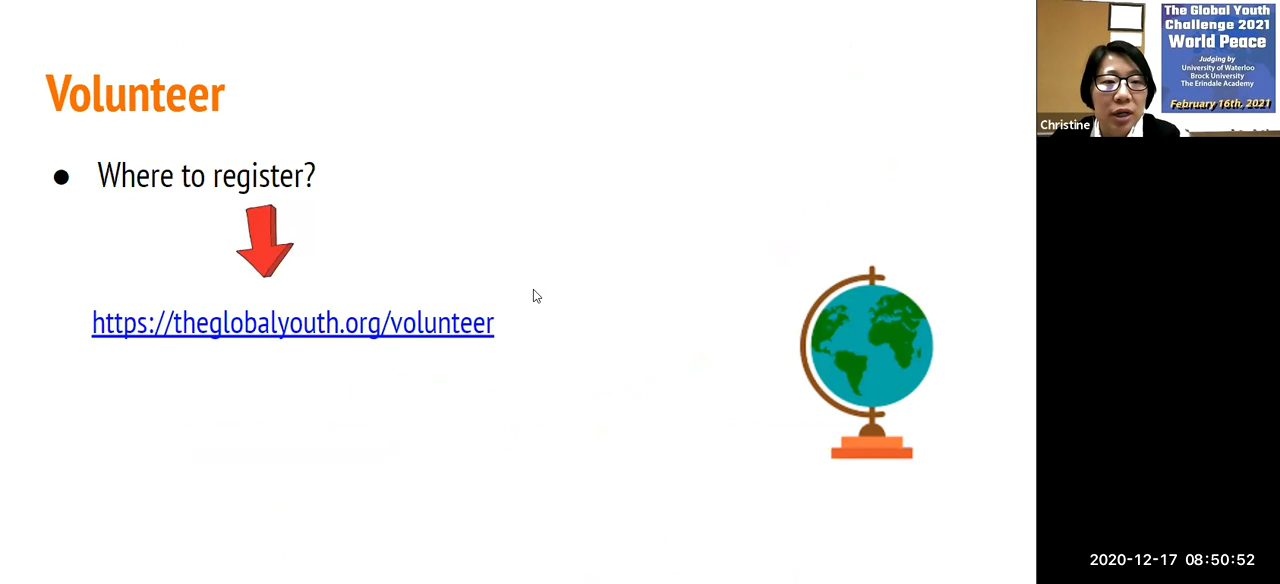 Volunteer
● Where to register?
https://theglobalyouth.org/volunteer
The Global Youth
Challenge 2021
World Peace
Judging by
University of Waterloo
Brock University
The Erindale Academy
February 16th, 2021
Christine
2020-12-17 08:50:52